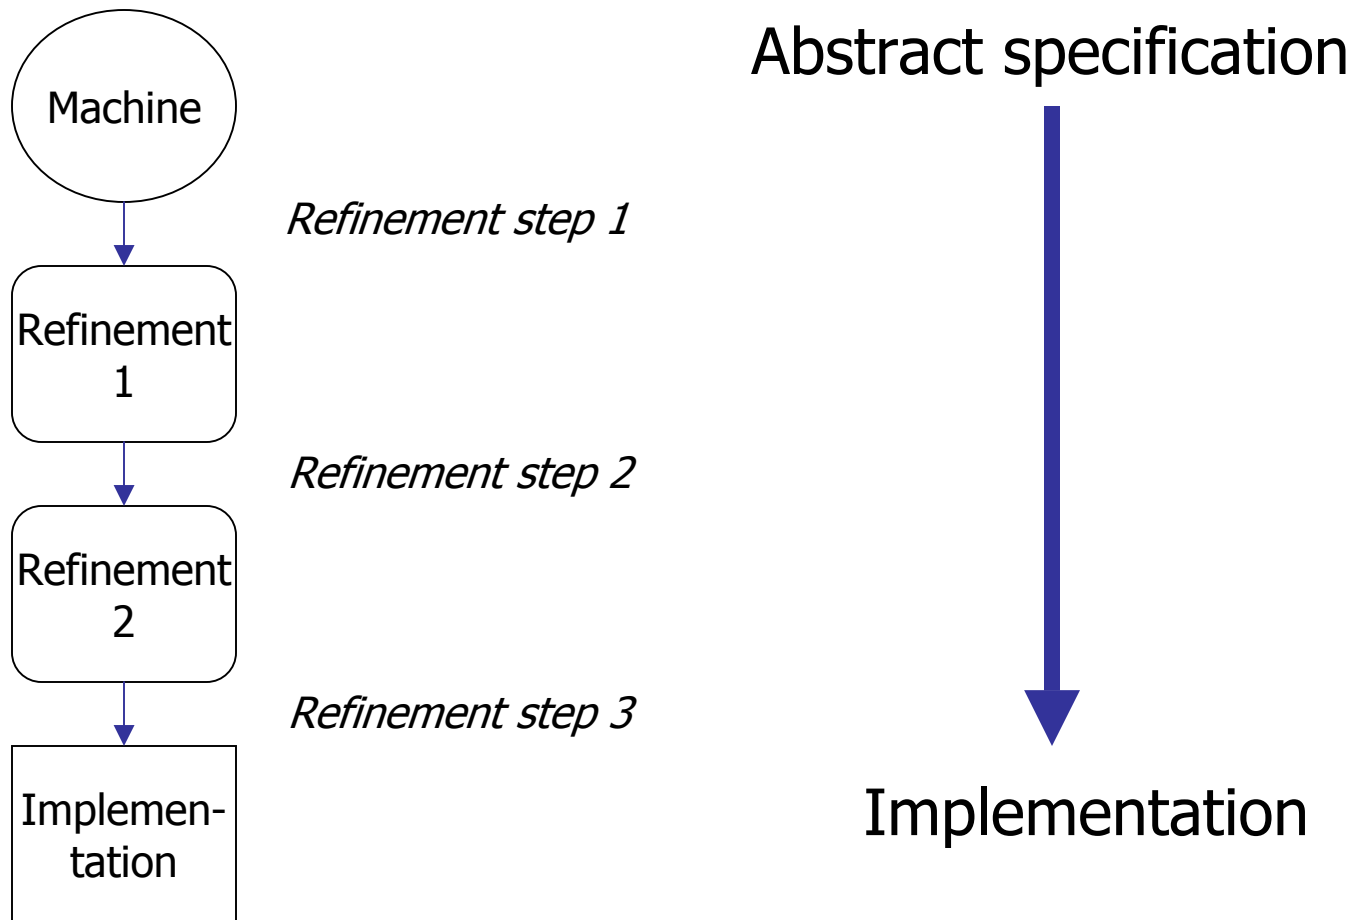 Abstract specification
Machine
Refinement step 1
Refinement
1
Refinement step 2
Refinement
2
Refinement step 3
Implemen-
tation
Implementation